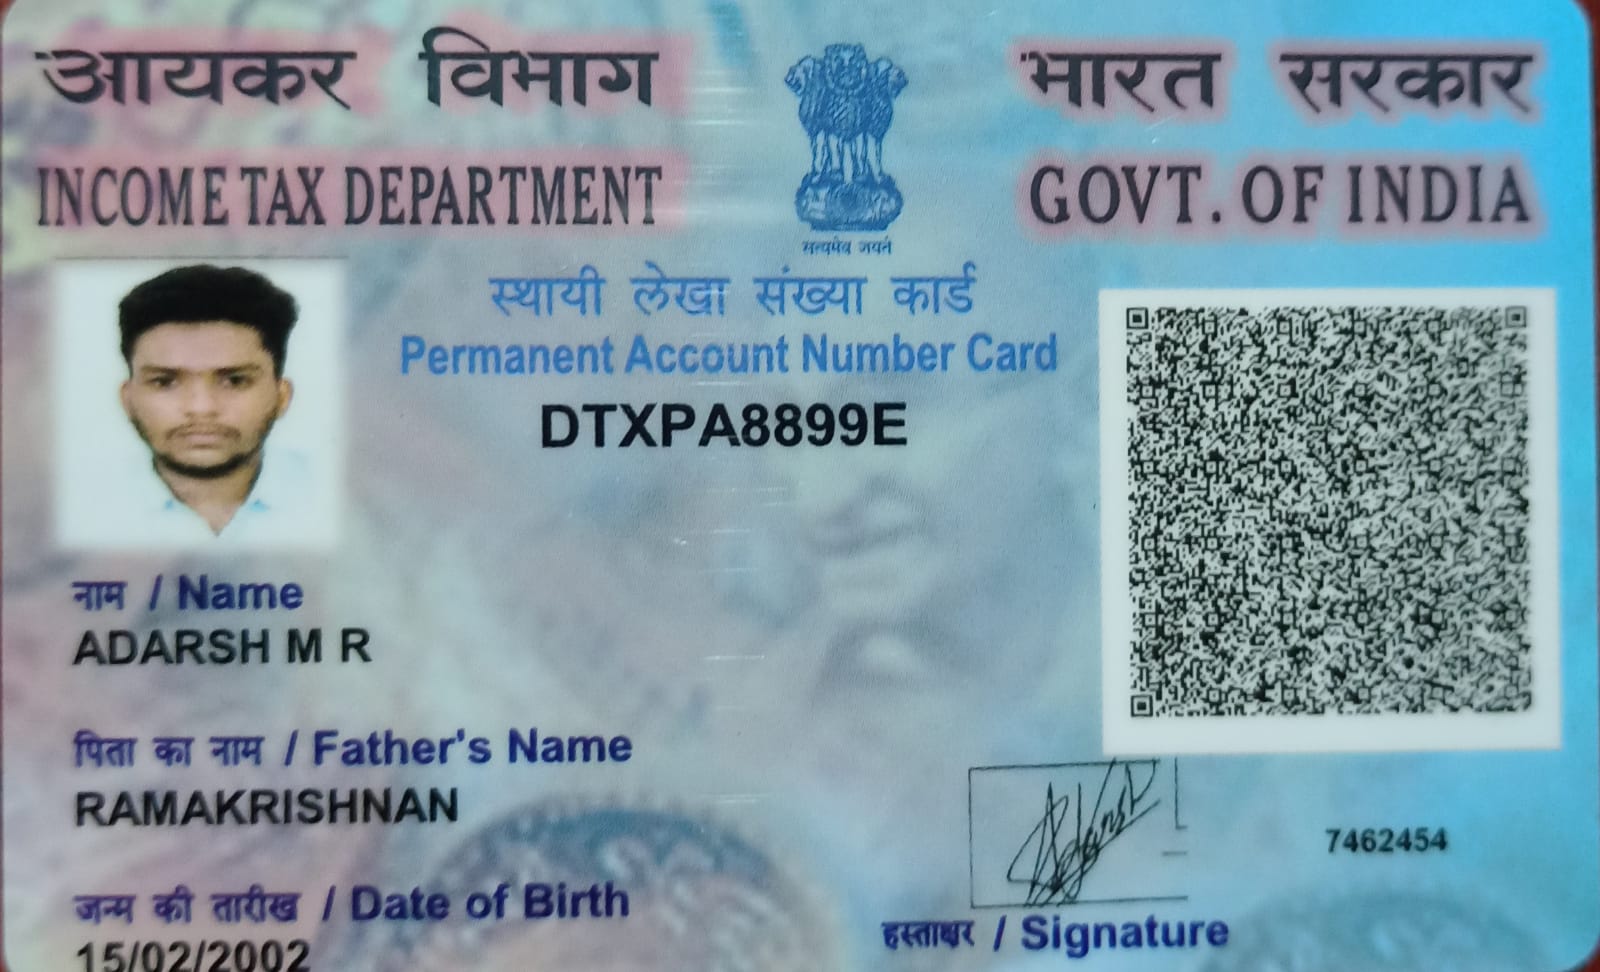 आयकर विभाग
INCOME TAX DEPARTMENT
भारत सरकार
GOVT. OF INDIA
सत्यमेव जयते
स्थायी लेखा संख्या कार्ड
Permanent Account Number Card
DTXPA8899E
नाम / Name
ADARSH M R
पिता का नाम / Father's Name
RAMAKRISHNAN
जन्म की तारीख / Date of Birth
15/02/2002
Adarsh
हस्ताक्षर / Signature
7462454